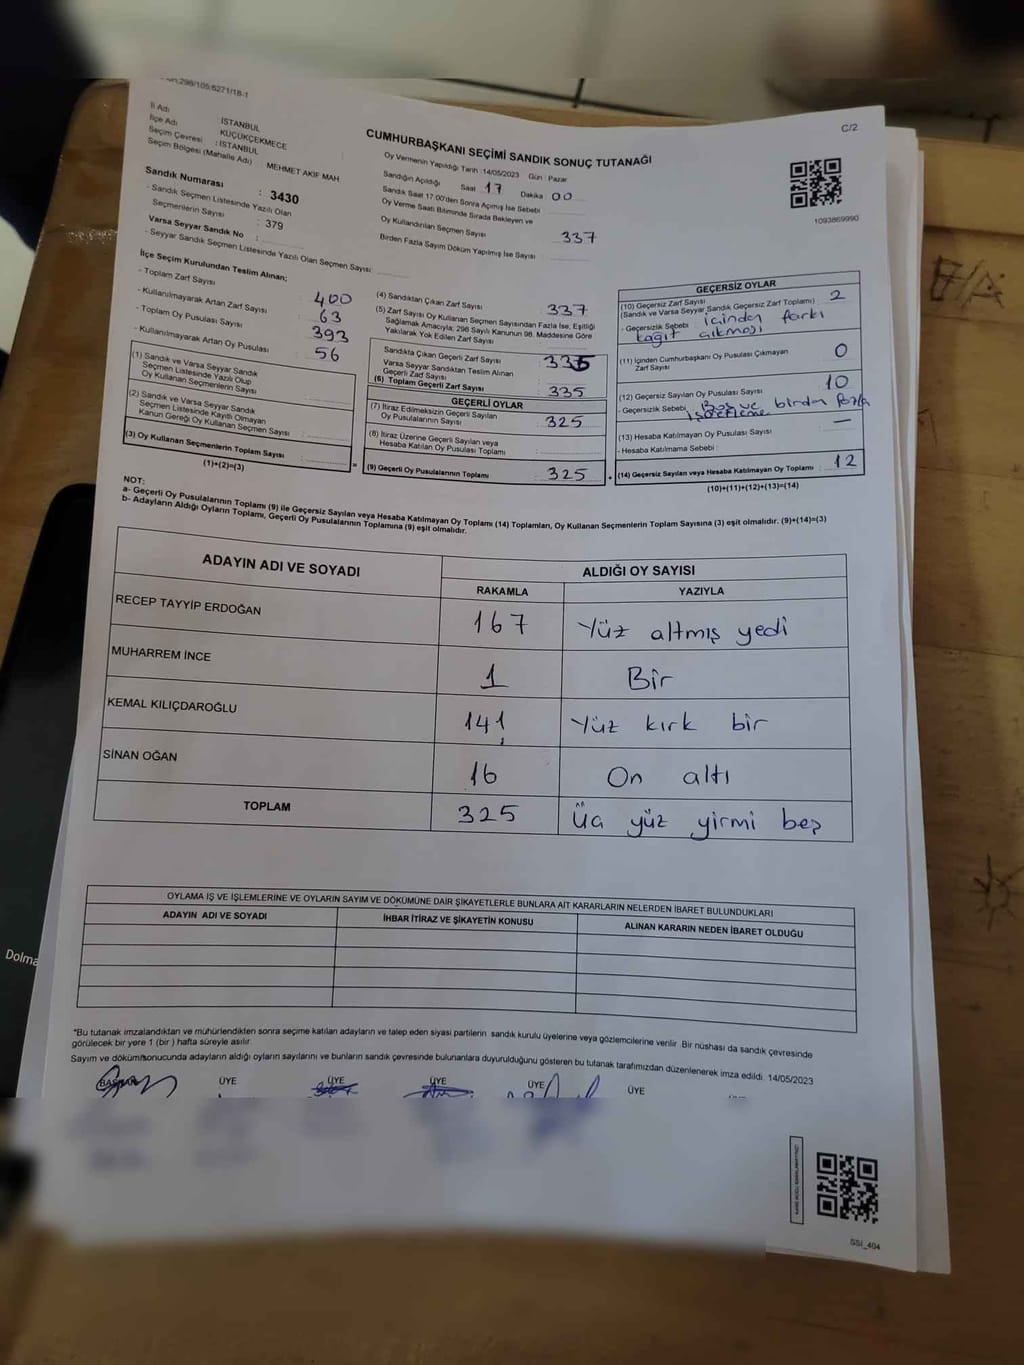 298/105/6271/18-1
C/2
İl Adı : İSTANBUL
İlçe Adı KÜÇÜKÇEKMECE
Seçim Çevresi : İSTANBUL
Seçim Bölgesi (Mahalle Adı) MEHMET AKİF MAH
CUMHURBAŞKANI SEÇİMİ SANDIK SONUÇ TUTANAĞI
Oy Vermenin Yapıldığı Tarih :14/05/2023 Gün : Pazar
Sandığın Açıldığı Saat 17 Dakika 00
Sandık Saat 17:00'den Sonra Açılmış İse Sebebi
Oy Verme Saati Bitiminde Sırada Bekleyen ve
Oy Kullandırılan Seçmen Sayısı 337
Birden Fazla Sayım Döküm Yapılmış İse Sayısı
1093869990
Sandık Numarası : 3430
- Sandık Seçmen Listesinde Yazılı Olan
Seçmenlerin Sayısı : 379
Varsa Seyyar Sandık No :
- Seyyar Sandık Seçmen Listesinde Yazılı Olan Seçmen Sayısı:
İlçe Seçim Kurulundan Teslim Alınan;
- Toplam Zarf Sayısı : 400
- Kullanılmayarak Artan Zarf Sayısı : 63
- Toplam Oy Pusulası Sayısı : 393
- Kullanılmayarak Artan Oy Pusulası : 56
(1) Sandık ve Varsa Seyyar Sandık
Seçmen Listesinde Yazılı Olup
Oy Kullanan Seçmenlerin Sayısı :
(2) Sandık ve Varsa Seyyar Sandık
Seçmen Listesinde Kayıtlı Olmayan
Kanun Gereği Oy Kullanan Seçmen Sayısı :
(3) Oy Kullanan Seçmenlerin Toplam Sayısı :
(1)+(2)=(3)
(4) Sandıktan Çıkan Zarf Sayısı : 337
(5) Zarf Sayısı Oy Kullanan Seçmen Sayısından Fazla İse, Eşitliği
Sağlamak Amacıyla; 298 Sayılı Kanunun 98. Maddesine Göre
Yakılarak Yok Edilen Zarf Sayısı
Sandıkta Çıkan Geçerli Zarf Sayısı : 335
Varsa Seyyar Sandıktan Teslim Alınan
Geçerli Zarf Sayısı :
(6) Toplam Geçerli Zarf Sayısı : 335
GEÇERLİ OYLAR
(7) İtiraz Edilmeksizin Geçerli Sayılan
Oy Pusulalarının Sayısı : 325
(8) İtiraz Üzerine Geçerli Sayılan veya
Hesaba Katılan Oy Pusulası Toplamı :
(9) Geçerli Oy Pusulalarının Toplamı : 325
GEÇERSİZ OYLAR
(10) Geçersiz Zarf Sayısı
(Sandık ve Varsa Seyyar Sandık Geçersiz Zarf Toplamı) : 2
- Geçersizlik Sebebi : içinden farkı
kağıt çıkması
(11) İçinden Cumhurbaşkanı Oy Pusulası Çıkmayan
Zarf Sayısı : 0
(12) Geçersiz Sayılan Oy Pusulası Sayısı : 10
- Geçersizlik Sebebi : Boş ve birden fazla
işaretleme
(13) Hesaba Katılmayan Oy Pusulası Sayısı : —
- Hesaba Katılmama Sebebi :
(14) Geçersiz Sayılan veya Hesaba Katılmayan Oy Toplamı : 12
(10)+(11)+(12)+(13)=(14)
NOT:
a- Geçerli Oy Pusulalarının Toplamı (9) ile Geçersiz Sayılan veya Hesaba Katılmayan Oy Toplamı (14) Toplamları, Oy Kullanan Seçmenlerin Toplam Sayısına (3) eşit olmalıdır. (9)+(14)=(3)
b- Adayların Aldığı Oyların Toplamı, Geçerli Oy Pusulalarının Toplamına (9) eşit olmalıdır.
ADAYIN ADI VE SOYADI ALDIĞI OY SAYISI
RAKAMLA YAZIYLA
RECEP TAYYİP ERDOĞAN 167 Yüz altmış yedi
MUHARREM İNCE 1 Bir
KEMAL KILIÇDAROĞLU 141 Yüz kırk bir
SİNAN OĞAN 16 On altı
TOPLAM 325 Üç yüz yirmi beş
OYLAMA İŞ VE İŞLEMLERİNE VE OYLARIN SAYIM VE DÖKÜMÜNE DAİR ŞİKAYETLERLE BUNLARA AİT KARARLARIN NELERDEN İBARET BULUNDUKLARI
ADAYIN ADI VE SOYADI İHBAR İTİRAZ VE ŞİKAYETİN KONUSU ALINAN KARARIN NEDEN İBARET OLDUĞU
*Bu tutanak imzalandıktan ve mühürlendikten sonra seçime katılan adayların ve talep eden siyasi partilerin sandık kurulu üyelerine veya gözlemcilerine verilir. Bir nüshası da sandık çevresinde
görülecek bir yere 1 (bir ) hafta süreyle asılır.
Sayım ve dökümsonucunda adayların aldığı oyların sayılarını ve bunların sandık çevresinde bulunanlara duyurulduğunu gösteren bu tutanak tarafımızdan düzenlenerek imza edildi. 14/05/2023
BAŞKAN ÜYE ÜYE ÜYE ÜYE ÜYE
SSİ_404
Dolma